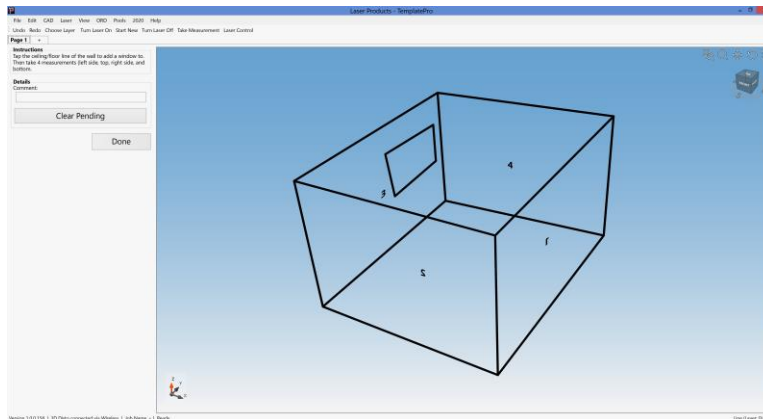 Laser Products - TemplatePro
File Edit CAD Laser View ORD Pools 2020 Help
Undo Redo Choose Layer Turn Laser On Start New Turn Laser Off Take Measurement Laser Control
Page 1 +
Instructions
Tap the ceiling/floor line of the wall to add a window to.
Then take 4 measurements (left side, top, right side, and
bottom.
Details
Comment:
Clear Pending
Done
4
3
1
2
Z
Y